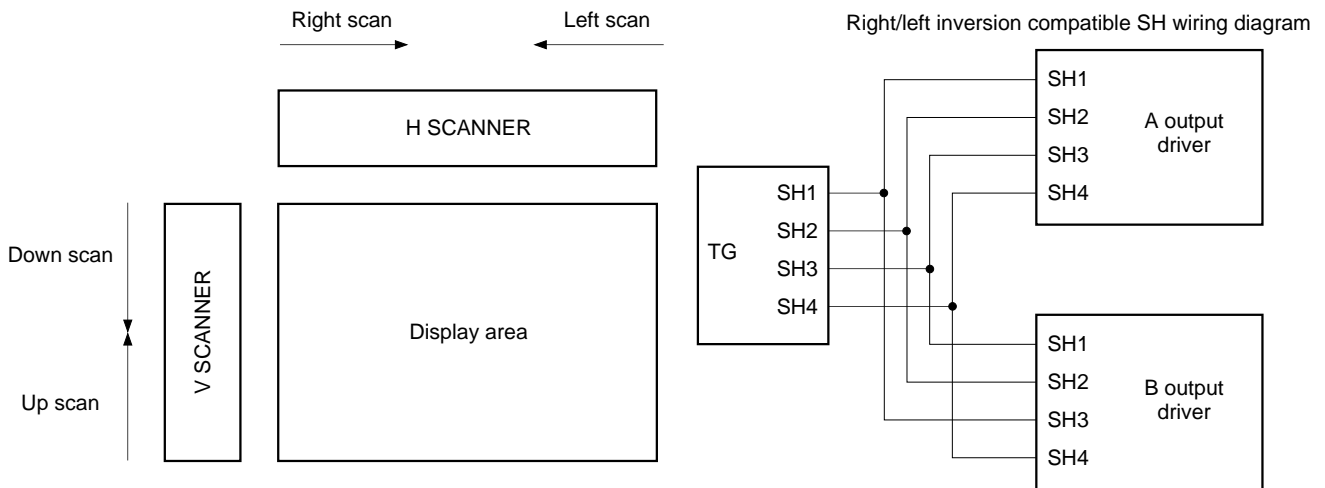 Right scan
Left scan
H SCANNER
Down scan
Up scan
V SCANNER
Display area
Right/left inversion compatible SH wiring diagram
TG
SH1
SH2
SH3
SH4
SH1
SH2
SH3
SH4
A output
driver
SH1
SH2
SH3
SH4
B output
driver